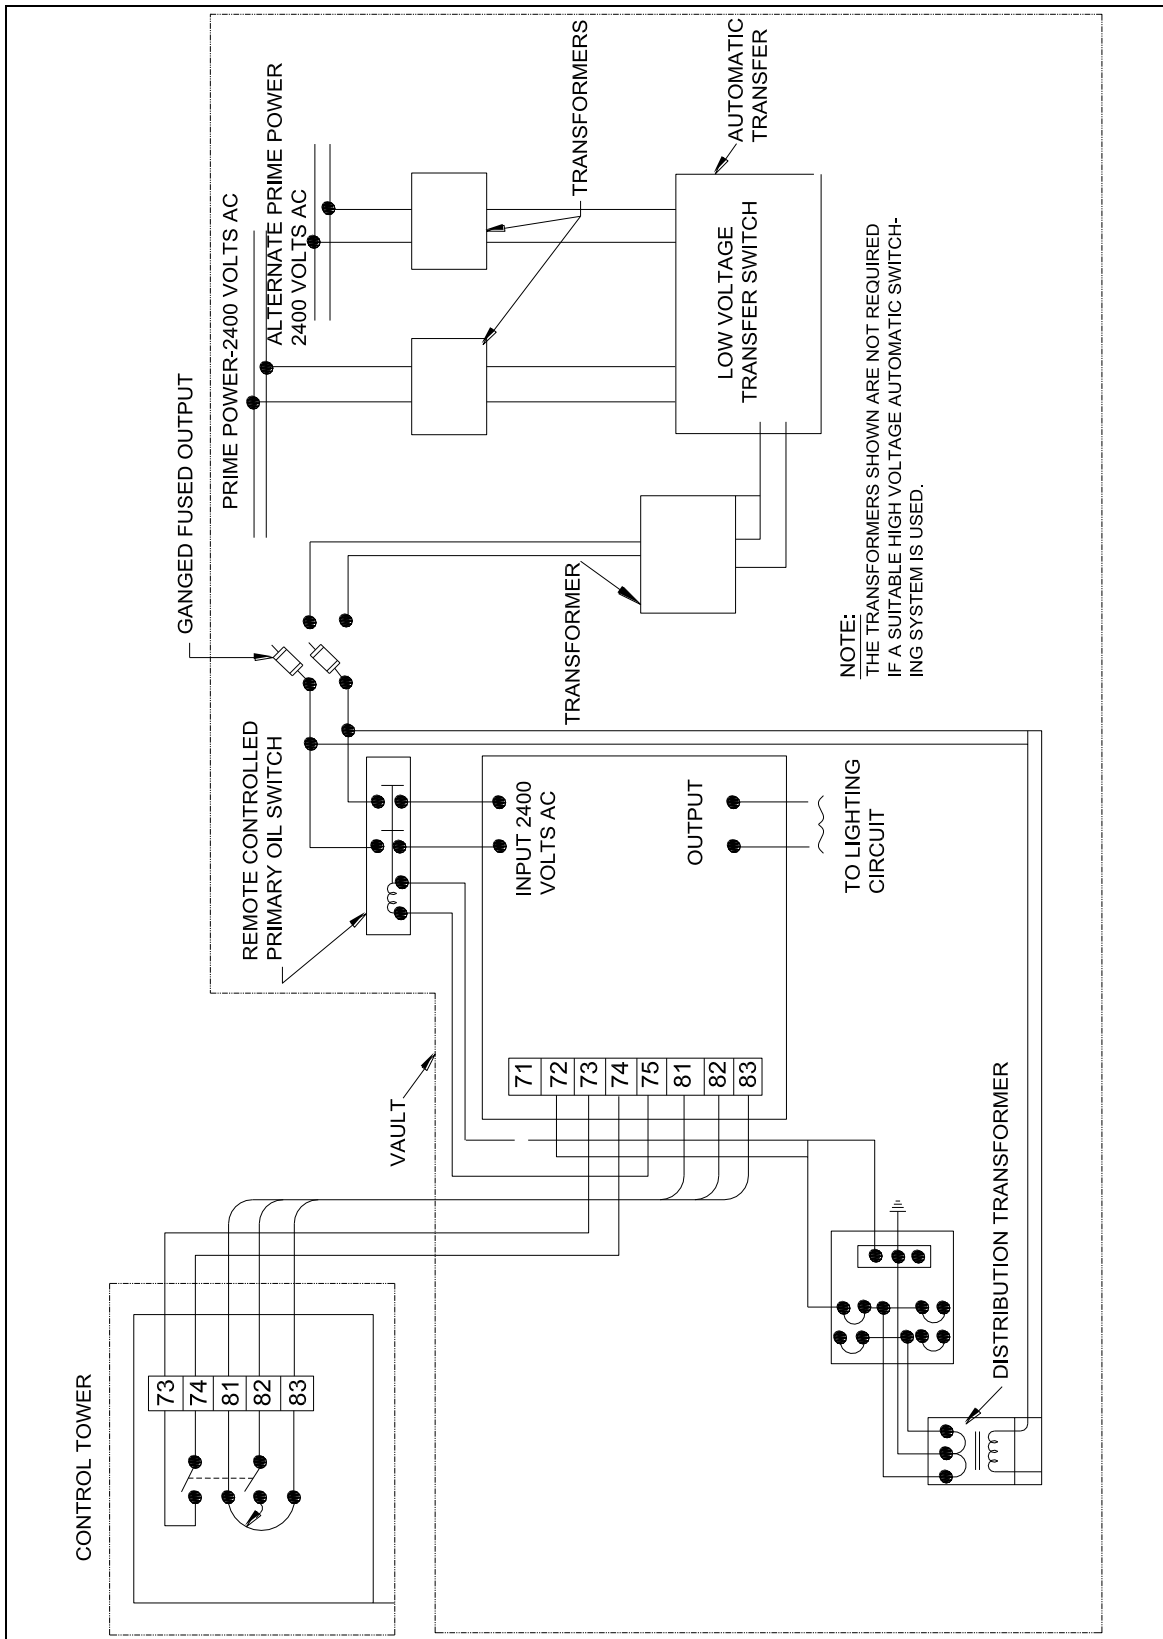 CONTROL TOWER
73
74
81
82
83
VAULT
71
72
73
74
75
81
82
83
DISTRIBUTION TRANSFORMER
REMOTE CONTROLLED
PRIMARY OIL SWITCH
INPUT 2400
VOLTS AC
OUTPUT
TO LIGHTING
CIRCUIT
GANGED FUSED OUTPUT
TRANSFORMER
PRIME POWER-2400 VOLTS AC
ALTERNATE PRIME POWER
2400 VOLTS AC
TRANSFORMERS
LOW VOLTAGE
TRANSFER SWITCH
AUTOMATIC
TRANSFER
NOTE:
THE TRANSFORMERS SHOWN ARE NOT REQUIRED
IF A SUITABLE HIGH VOLTAGE AUTOMATIC SWITCH-
ING SYSTEM IS USED.